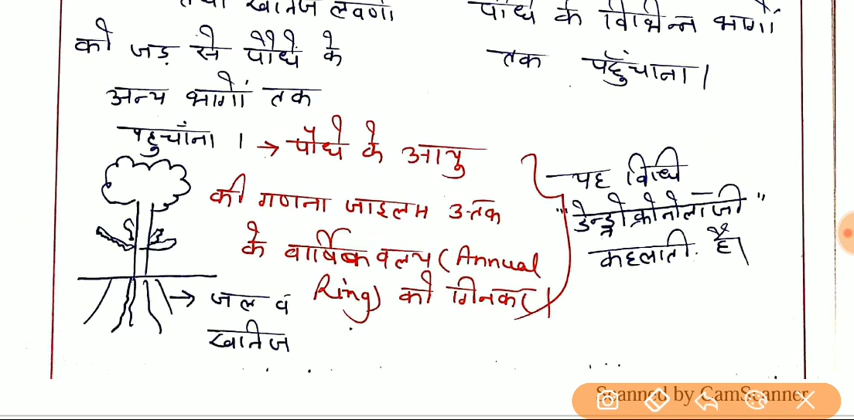 तथा खनिज लवणों
को जड़ से पौधे के
अन्य भागों तक
पहुचाँना। → पौधे के आयु
की गणना जाइलम उतक
के वार्षिक वलय (Annual
Ring) को गिनकर।
पौधे के विभिन्न भागों
तक पहुँचाना।
यह विधि
"डेन्ड्रोक्रोनोलॉजी"
कहलाती है।
→ जल व
खनिज
Scanned by CamScanner